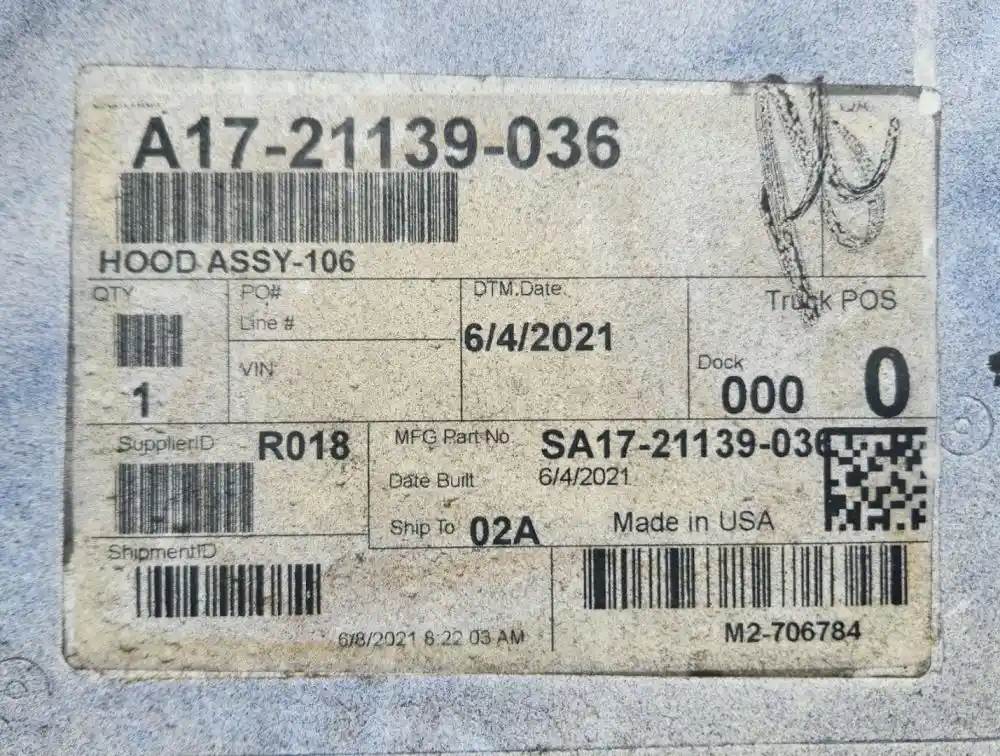 A17-21139-036
HOOD ASSY-106
QTY
1
PO#
Line #
VIN
DTM.Date
6/4/2021
Truck POS
Dock
000
0
SupplierID
R018
MFG Part No
SA17-21139-036
Date Built
6/4/2021
Ship To
02A
Made in USA
ShipmentID
6/8/2021 8:22:03 AM
M2-706784